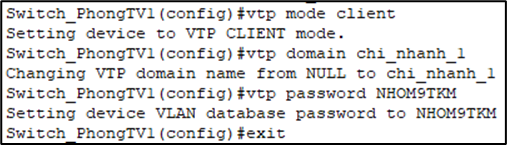 Switch_PhongTV1(config)#vtp mode client
Setting device to VTP CLIENT mode.
Switch_PhongTV1(config)#vtp domain chi_nhanh_1
Changing VTP domain name from NULL to chi_nhanh_1
Switch_PhongTV1(config)#vtp password NHOM9TKM
Setting device VLAN database password to NHOM9TKM
Switch_PhongTV1(config)#exit